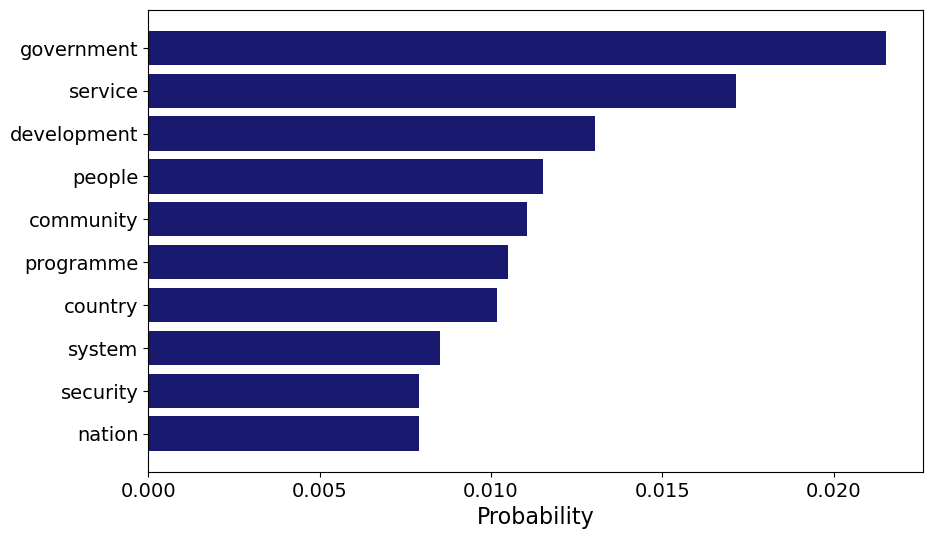 government
service
development
people
community
programme
country
system
security
nation
0.000 0.005 0.010 0.015 0.020
Probability